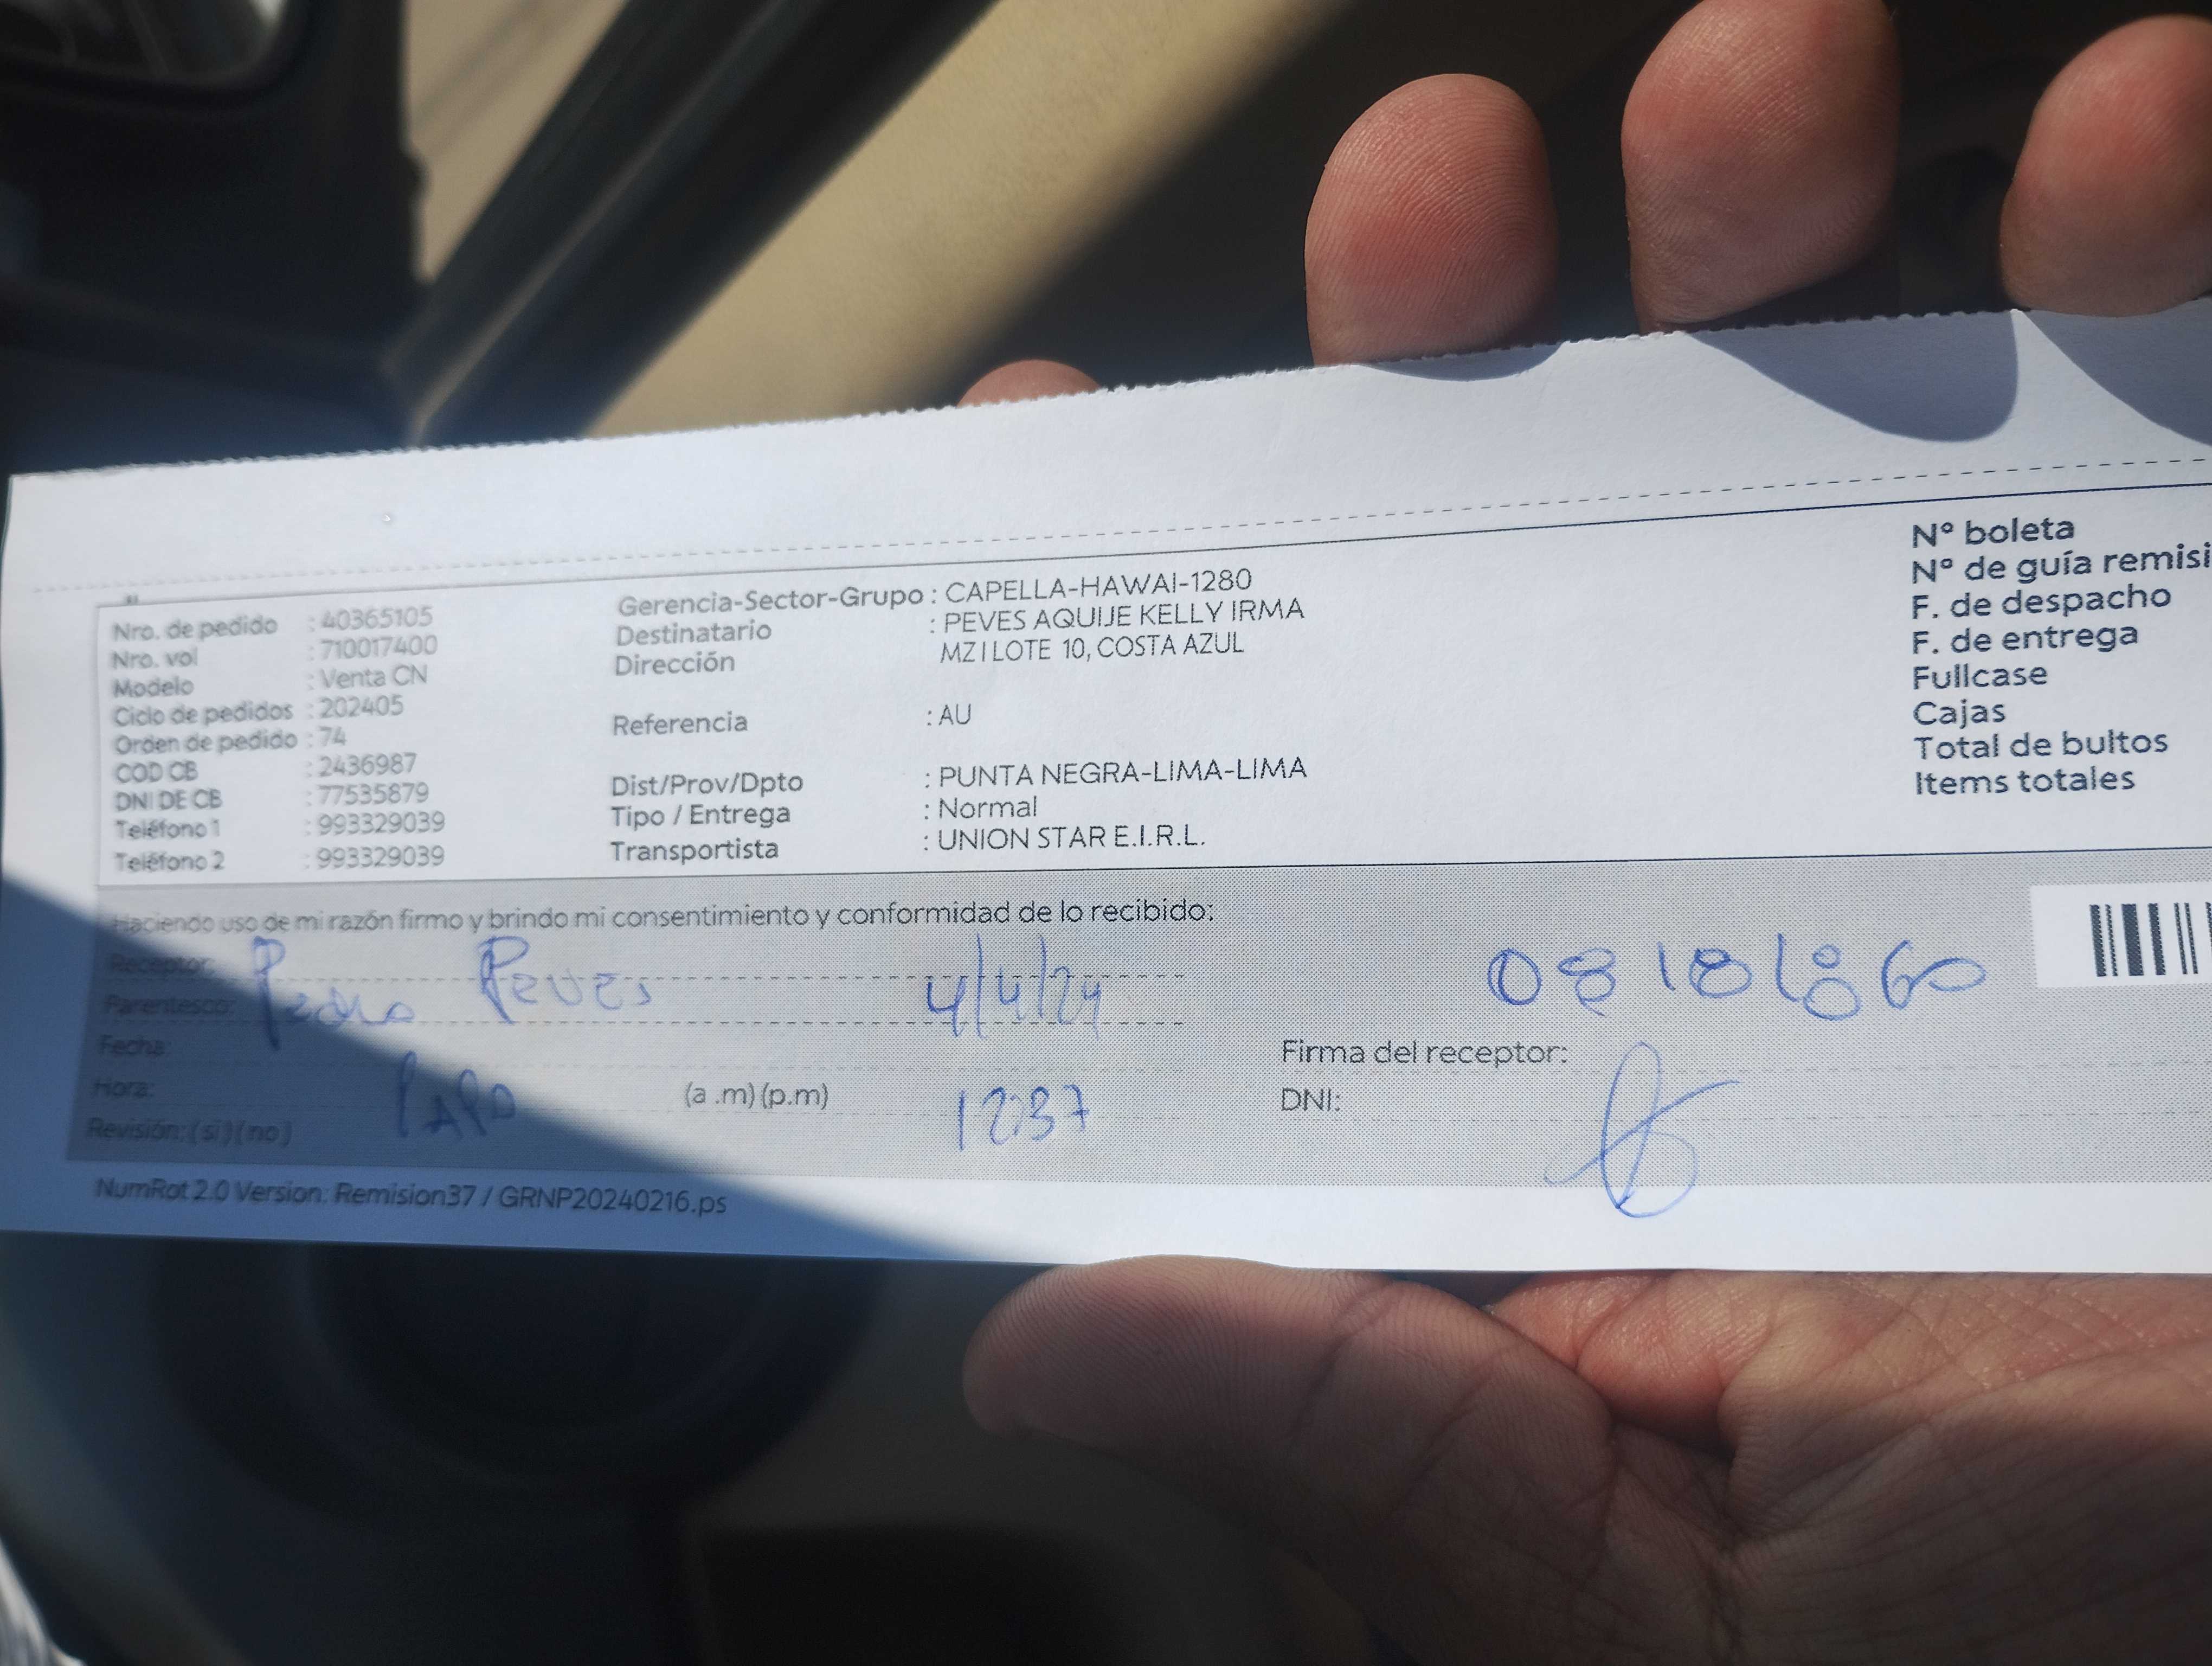 Nro. de pedido : 40365105
Nro. vol : 710017400
Modelo : Venta CN
Ciclo de pedidos : 202405
Orden de pedido : 74
COD CB : 2436987
DNI DE CB : 77535879
Teléfono 1 : 993329039
Teléfono 2 : 993329039
Gerencia-Sector-Grupo : CAPELLA-HAWAI-1280
Destinatario : PEVES AQUIJE KELLY IRMA
Dirección MZ I LOTE 10, COSTA AZUL
Referencia : AU
Dist/Prov/Dpto : PUNTA NEGRA-LIMA-LIMA
Tipo / Entrega : Normal
Transportista : UNION STAR E.I.R.L.
N° boleta
N° de guía remisi
F. de despacho
F. de entrega
Fullcase
Cajas
Total de bultos
Items totales
Haciendo uso de mi razón firmo y brindo mi consentimiento y conformidad de lo recibido:
Receptor:
Parentesco:
Pedro Peves 4/4/24
Fecha:
Hora: (a .m) (p.m)
Revisión: ( si ) ( no )
PAPA 12:37
Firma del receptor:
DNI:
NumRot 2.0 Version: Remision37 / GRNP20240216.ps